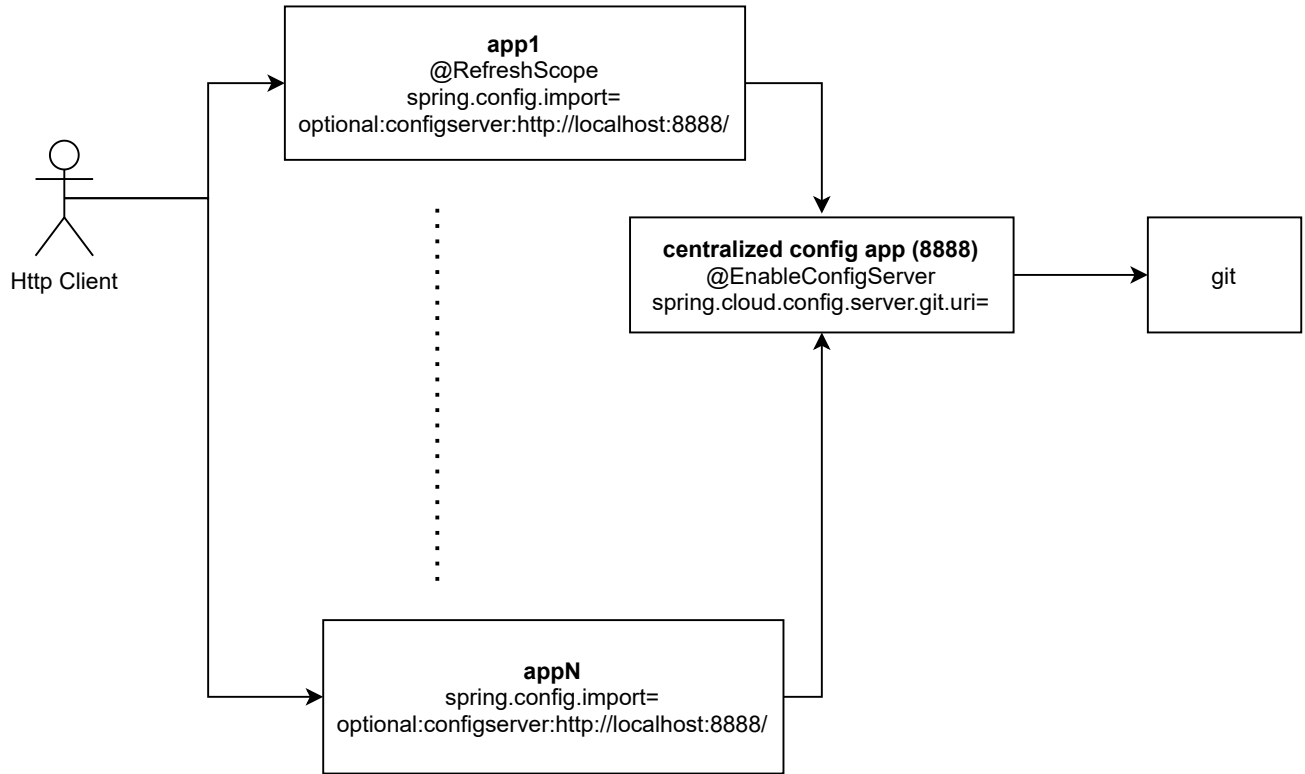 app1
@RefreshScope
spring.config.import=
optional:configserver:http://localhost:8888/
Http Client
centralized config app (8888)
@EnableConfigServer
spring.cloud.config.server.git.uri=
git
appN
spring.config.import=
optional:configserver:http://localhost:8888/